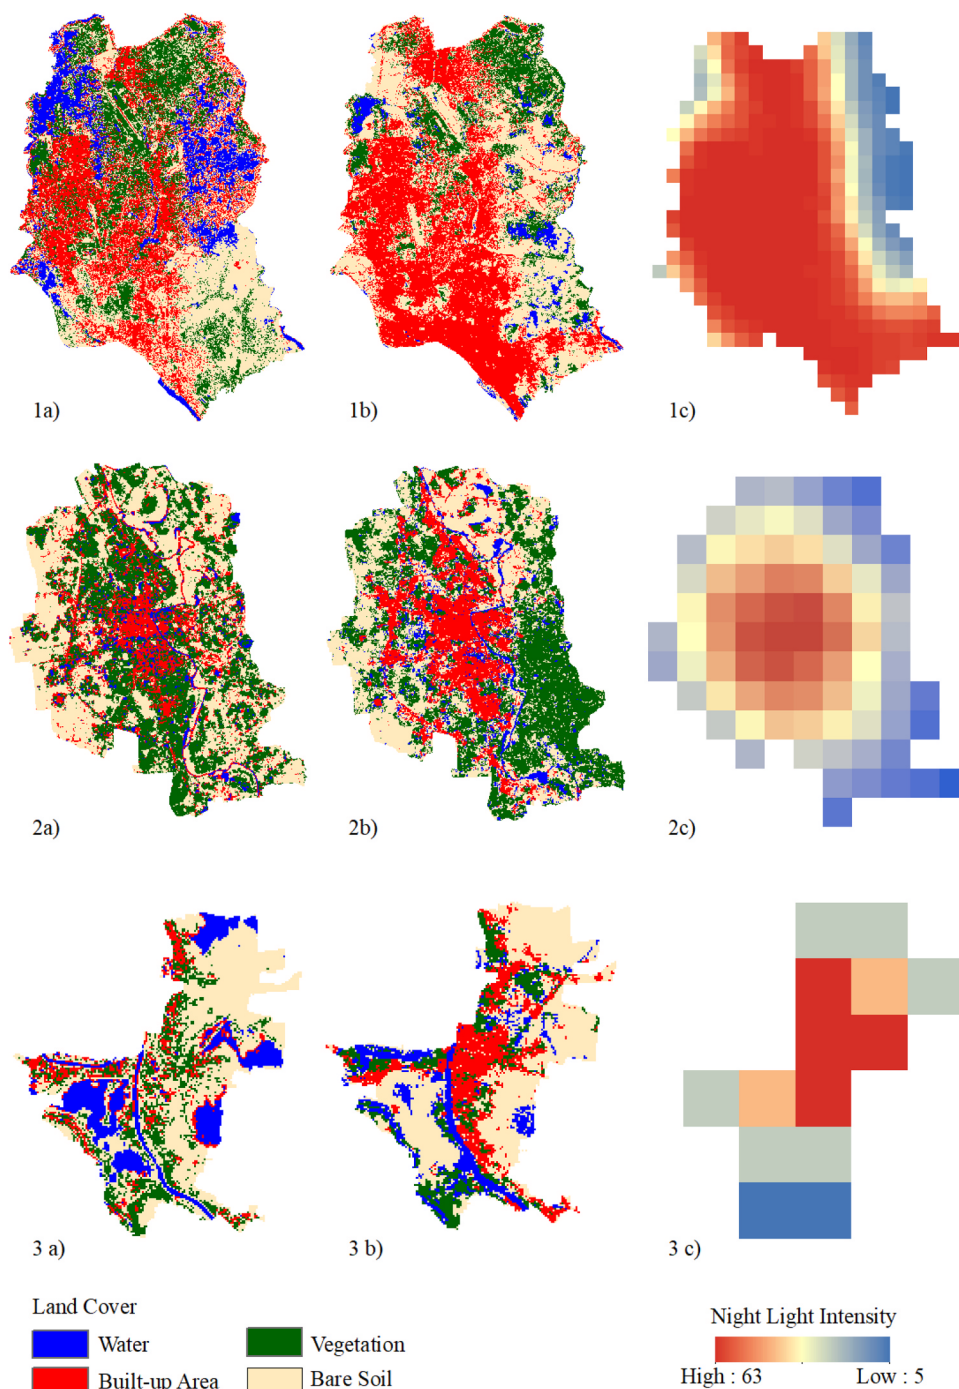 1a)
1b)
1c)
2a)
2b)
2c)
3 a)
3 b)
3 c)
Land Cover
Water
Vegetation
Built-up Area
Bare Soil
Night Light Intensity
High : 63
Low : 5